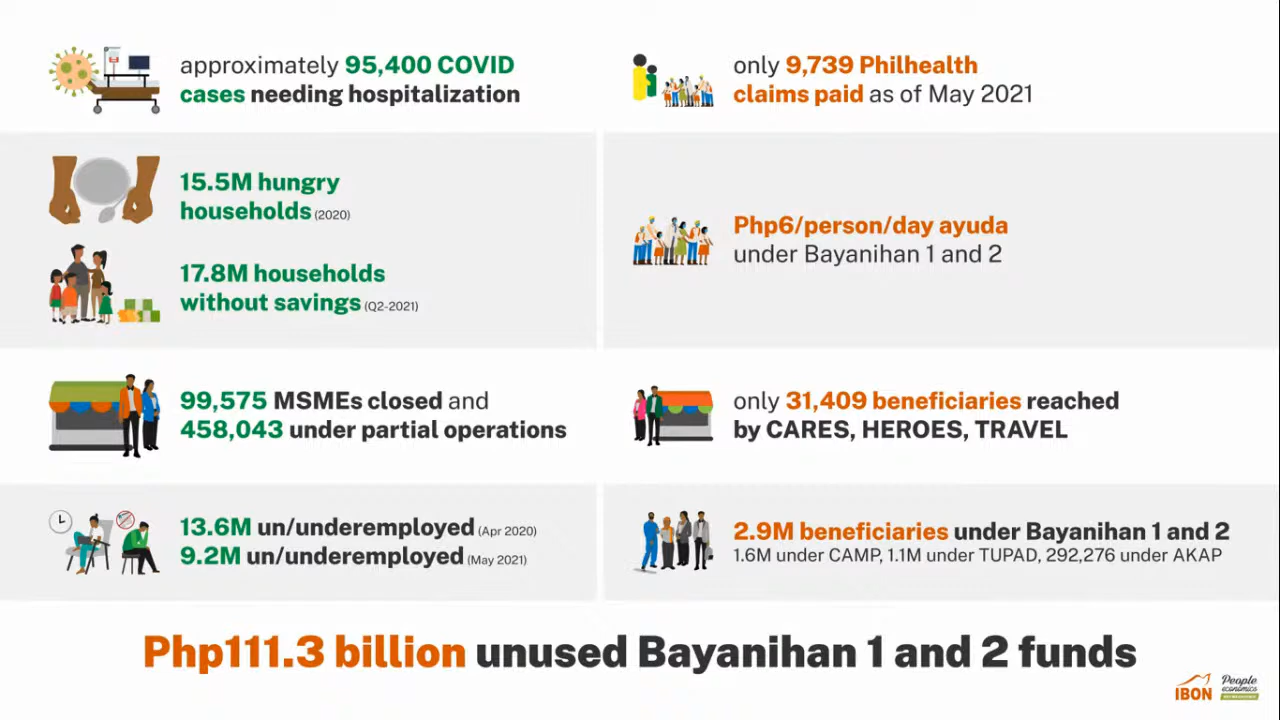 approximately 95,400 COVID
cases needing hospitalization
only 9,739 Philhealth
claims paid as of May 2021
15.5M hungry
households (2020)
17.8M households
without savings (Q2-2021)
Php6/person/day ayuda
under Bayanihan 1 and 2
99,575 MSMEs closed and
458,043 under partial operations
only 31,409 beneficiaries reached
by CARES, HEROES, TRAVEL
13.6M un/underemployed (Apr 2020)
9.2M un/underemployed (May 2021)
2.9M beneficiaries under Bayanihan 1 and 2
1.6M under CAMP, 1.1M under TUPAD, 292,276 under AKAP
Php111.3 billion unused Bayanihan 1 and 2 funds
IBON
People
economics